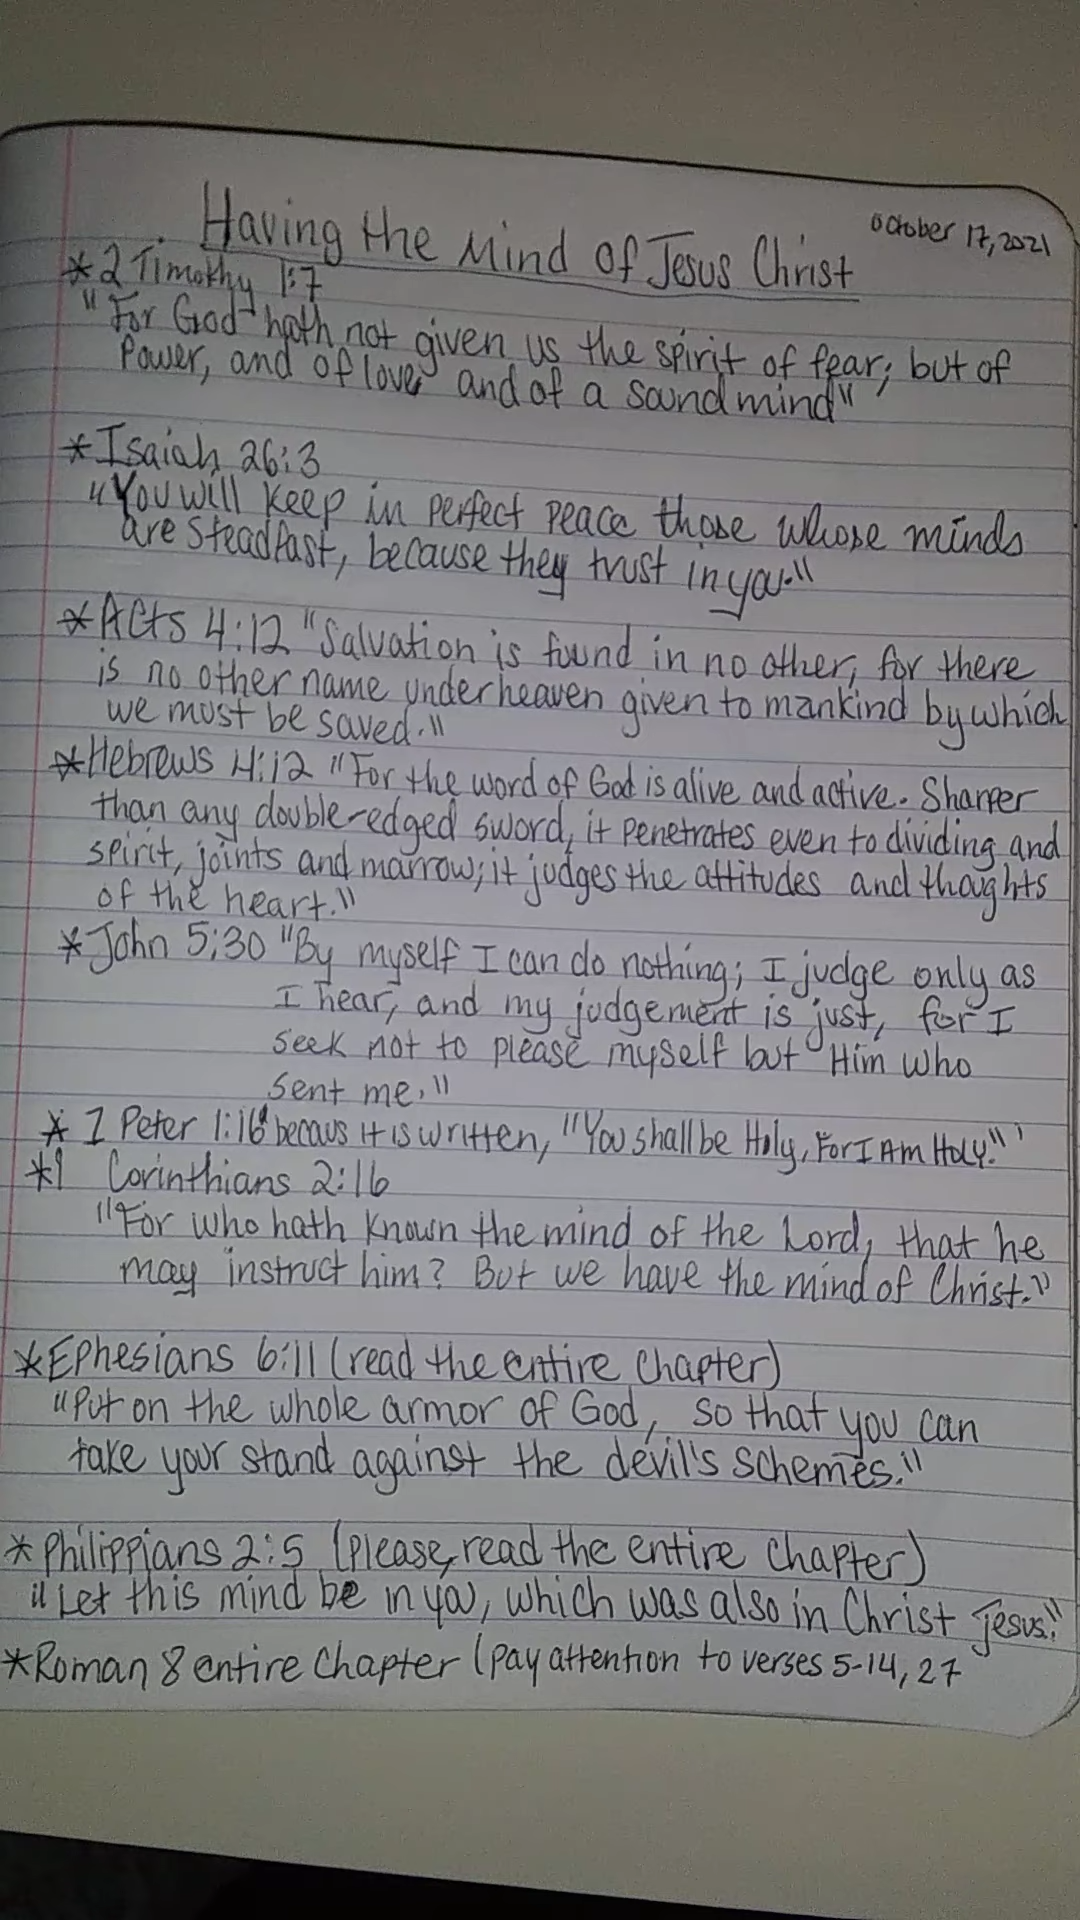 Having the Mind of Jesus Christ
October 17, 2021
*2 Timothy 1:7
"For God hath not given us the spirit of fear; but of
Power, and of love, and of a sound mind"
*Isaiah 26:3
"You will keep in perfect peace those whose minds
are steadfast, because they trust in you."
*Acts 4:12 "Salvation is found in no other, for there
is no other name under heaven given to mankind by which
we must be saved."
*Hebrews 4:12 "For the word of God is alive and active. Sharper
than any double-edged sword, it penetrates even to dividing and
spirit, joints and marrow; it judges the attitudes and thoughts
of the heart."
*John 5:30 "By myself I can do nothing; I judge only as
I hear, and my judgement is just, for I
seek not to please myself but Him who
sent me."
*I Peter 1:16 becaus it is written, "You shall be Holy, For I Am Holy."
*1 Corinthians 2:16
"For who hath known the mind of the Lord, that he
may instruct him? But we have the mind of Christ."
*Ephesians 6:11 (read the entire chapter)
"Put on the whole armor of God, so that you can
take your stand against the devil's schemes."
*Philippians 2:5 (please, read the entire chapter)
"Let this mind be in you, which was also in Christ Jesus."
*Roman 8 entire Chapter (pay attention to verses 5-14, 27